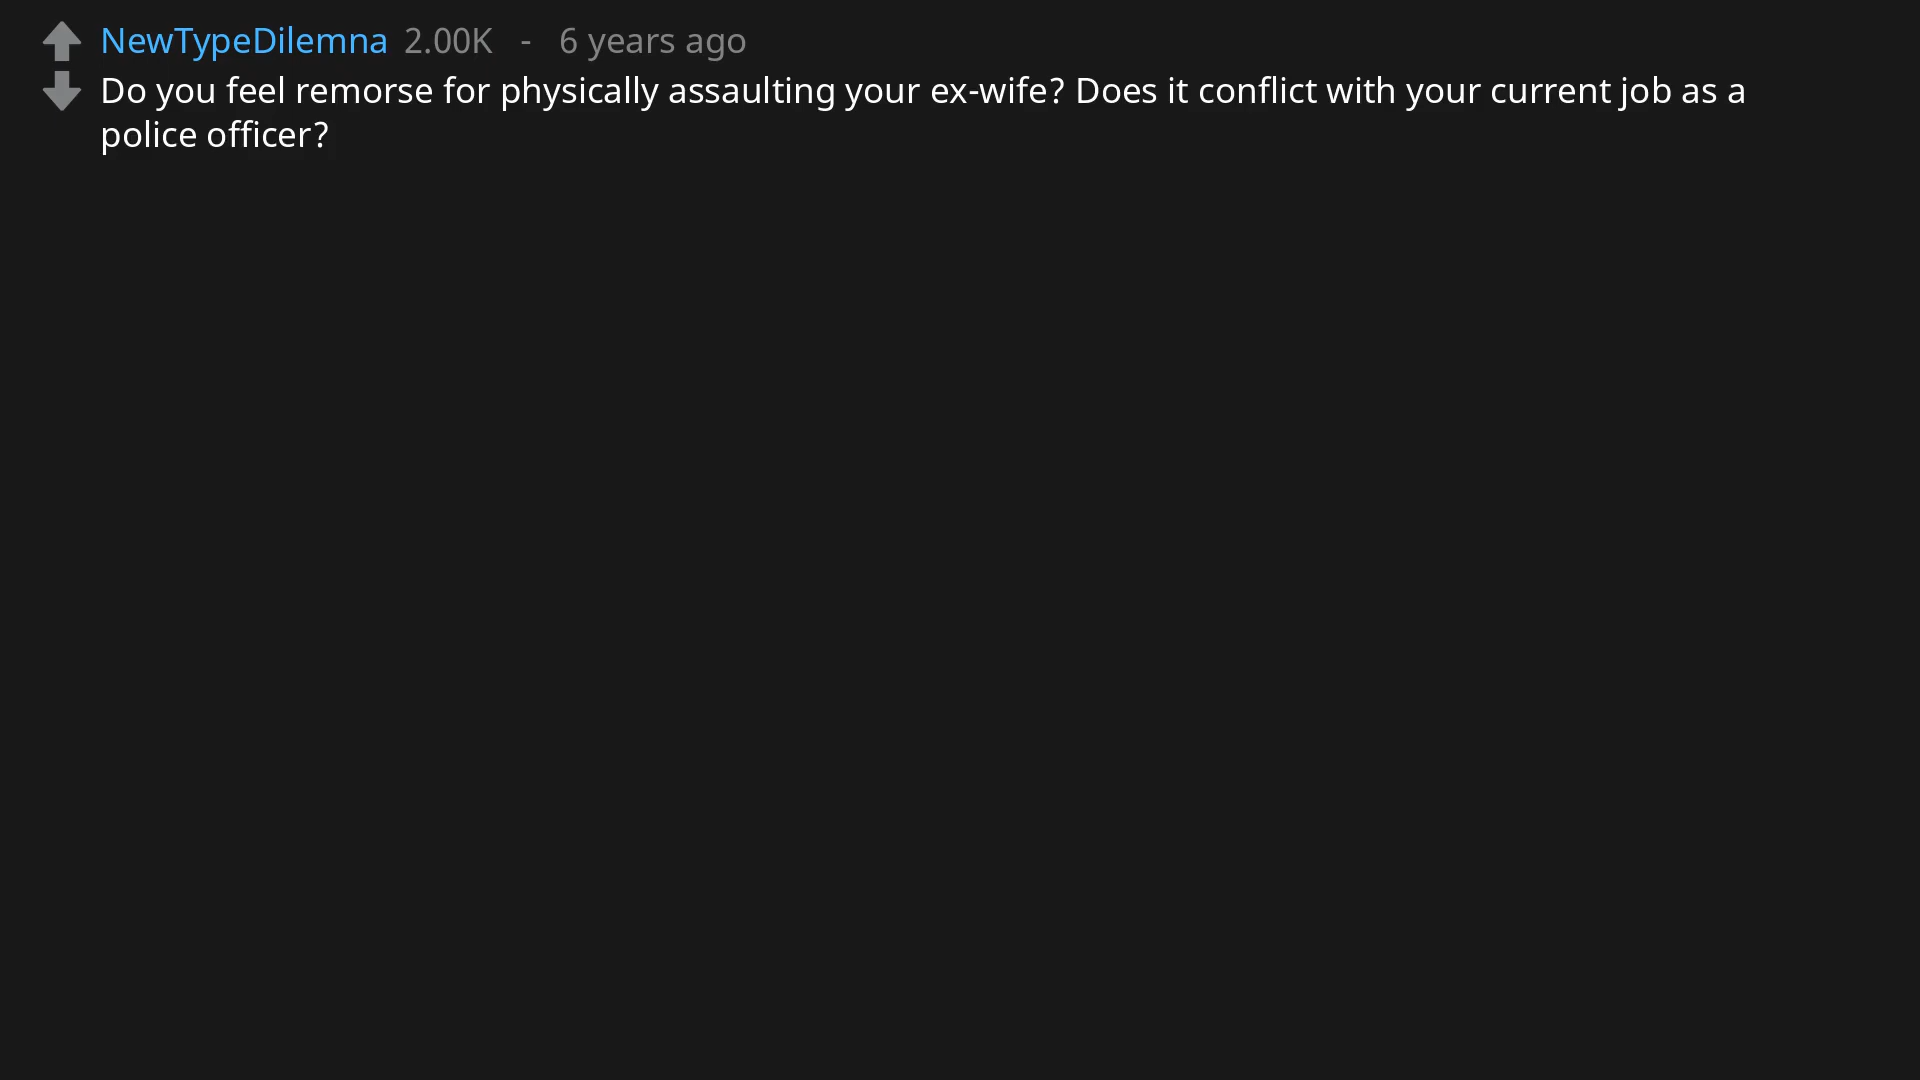 NewTypeDilemna 2.00K - 6 years ago
Do you feel remorse for physically assaulting your ex-wife? Does it conflict with your current job as a
police officer?